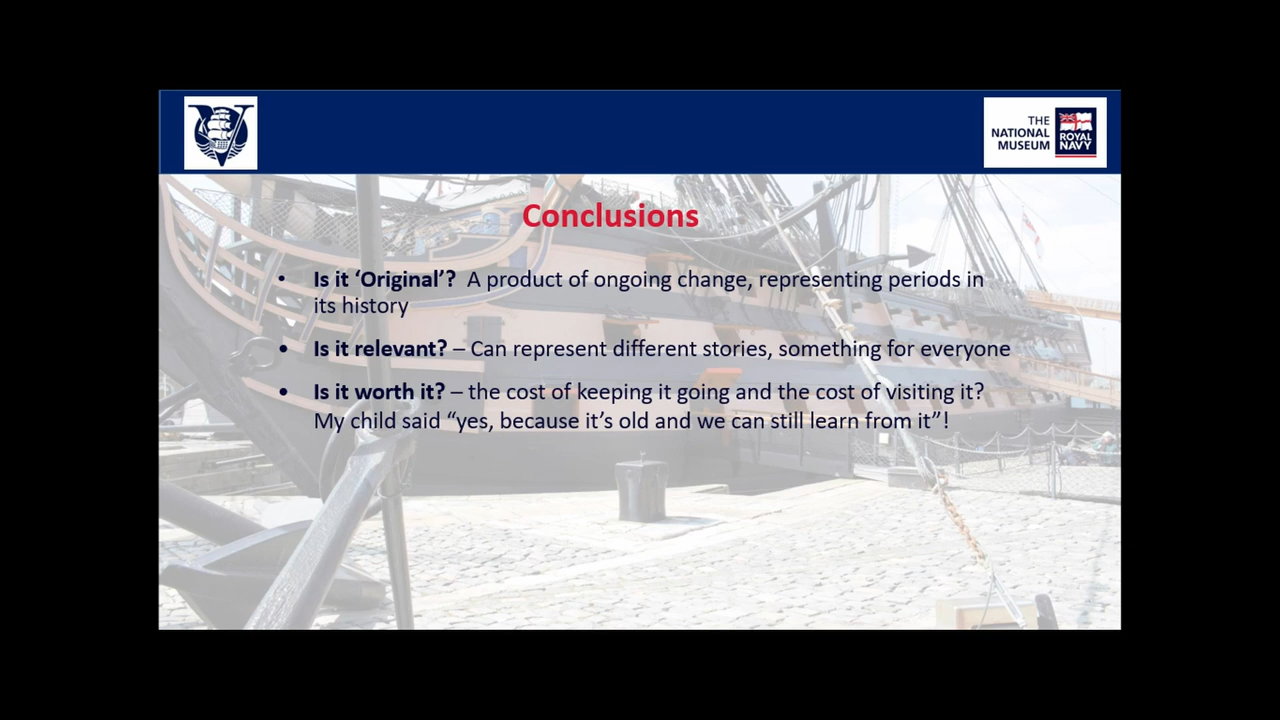 THE
NATIONAL
MUSEUM
ROYAL
NAVY
Conclusions
• Is it ‘Original’?  A product of ongoing change, representing periods in
its history
• Is it relevant? – Can represent different stories, something for everyone
• Is it worth it? – the cost of keeping it going and the cost of visiting it?
My child said “yes, because it’s old and we can still learn from it”!